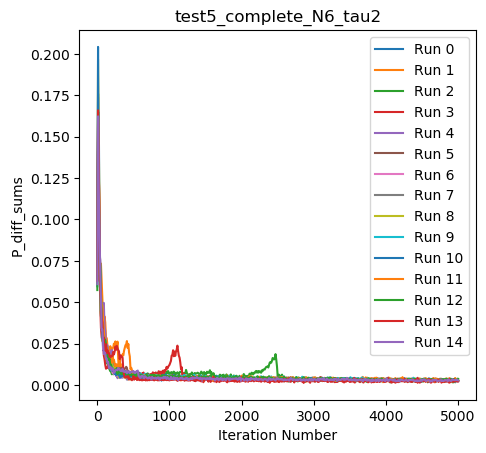 test5_complete_N6_tau2
P_diff_sums
0.200
0.175
0.150
0.125
0.100
0.075
0.050
0.025
0.000
Run 0
Run 1
Run 2
Run 3
Run 4
Run 5
Run 6
Run 7
Run 8
Run 9
Run 10
Run 11
Run 12
Run 13
Run 14
0 1000 2000 3000 4000 5000
Iteration Number